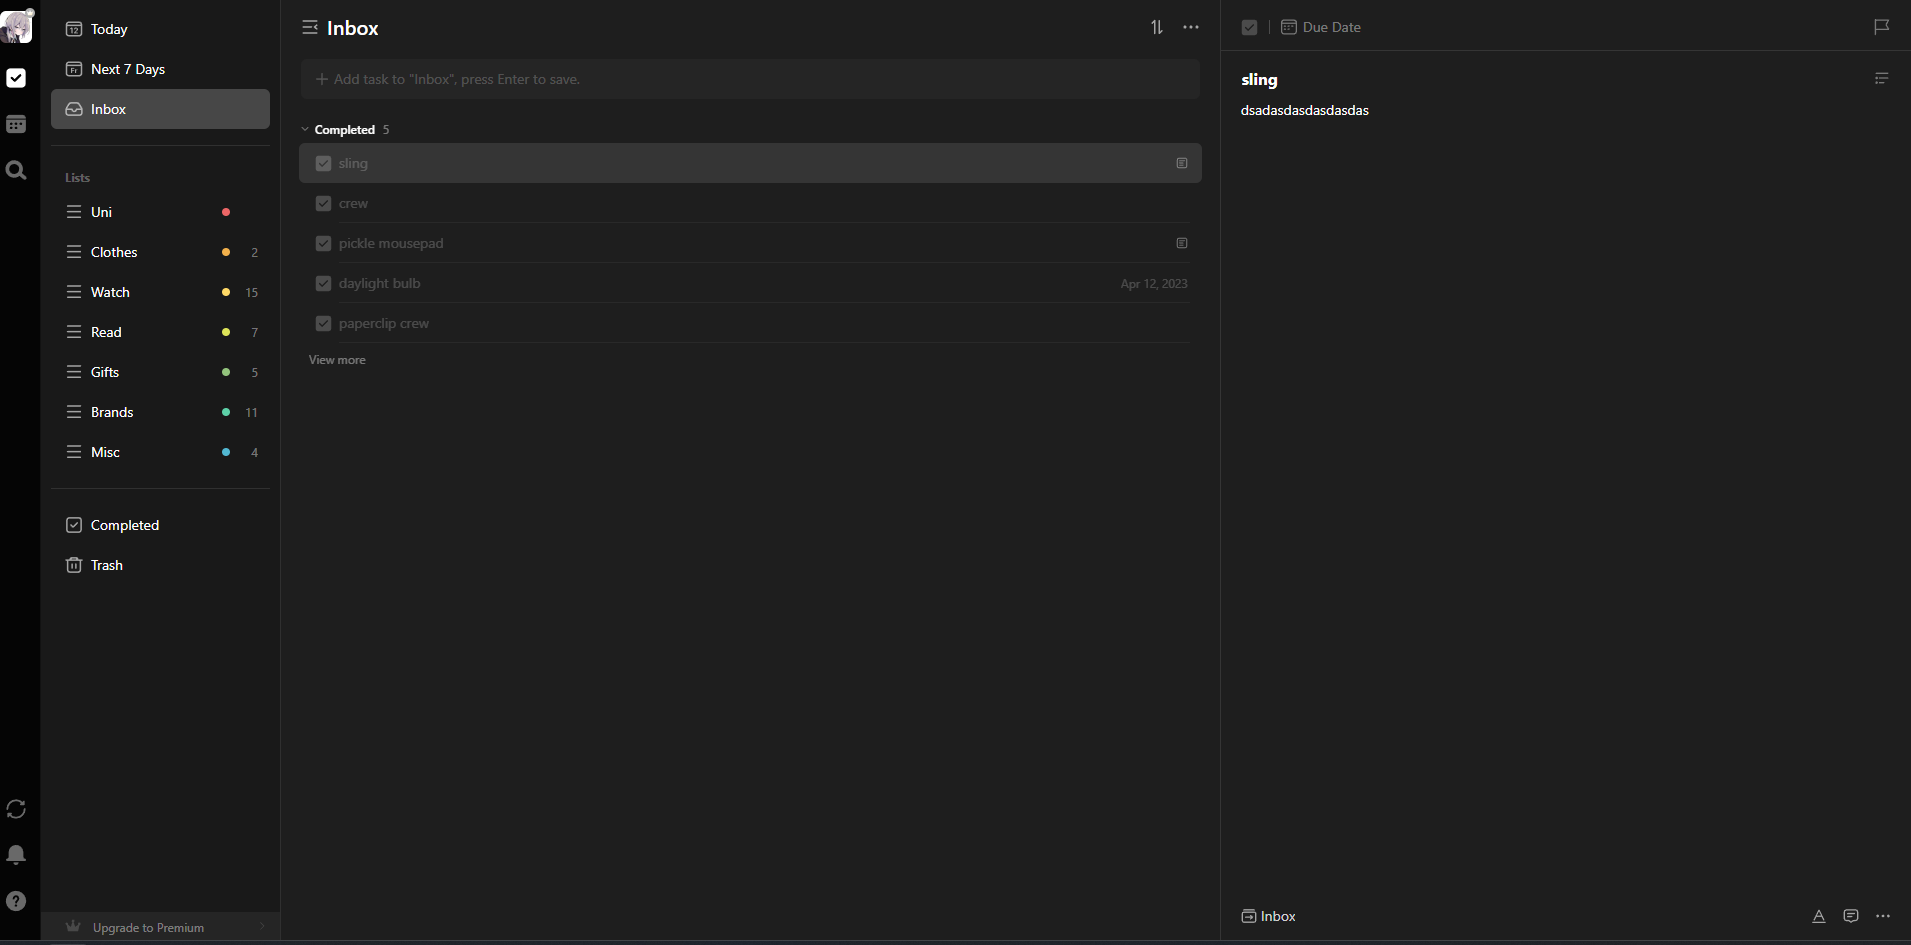 12 Today
Fr Next 7 Days
Inbox
Lists
Uni
Clothes 2
Watch 15
Read 7
Gifts 5
Brands 11
Misc 4
Completed
Trash
Upgrade to Premium
Inbox
Add task to "Inbox", press Enter to save.
Completed 5
sling
crew
pickle mousepad
daylight bulb Apr 12, 2023
paperclip crew
View more
Due Date
sling
dsadasdasdasdasdas
Inbox